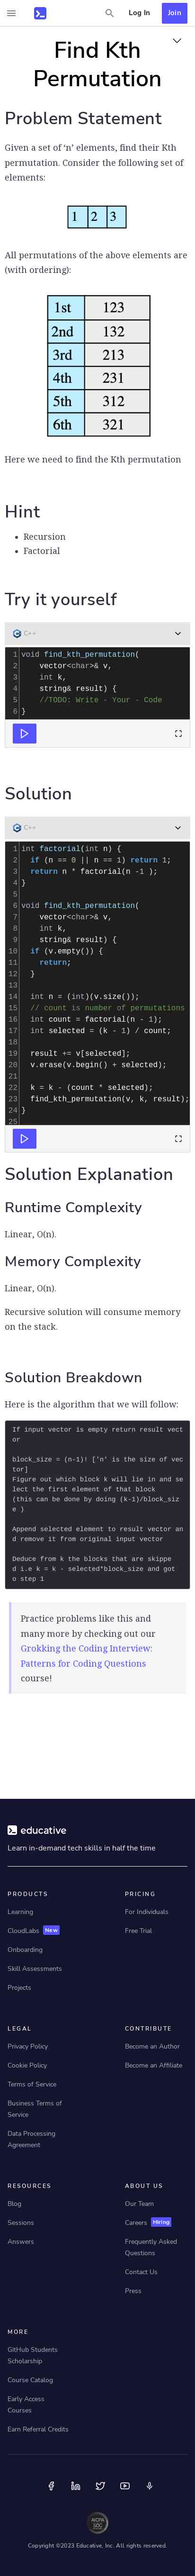 Log In
Join
Find Kth
Permutation
Problem Statement
Given a set of ‘n’ elements, find their Kth
permutation. Consider the following set of
elements:
1 2 3
All permutations of the above elements are
(with ordering):
1st 123
2nd 132
3rd 213
4th 231
5th 312
6th 321
Here we need to find the Kth permutation
Hint
• Recursion
• Factorial
Try it yourself
C++
1 void find_kth_permutation(
2 vector<char>& v,
3 int k,
4 string& result) {
5 //TODO: Write - Your - Code
6 }
Solution
C++
1 int factorial(int n) {
2 if (n == 0 || n == 1) return 1;
3 return n * factorial(n -1 );
4 }
5
6 void find_kth_permutation(
7 vector<char>& v,
8 int k,
9 string& result) {
10 if (v.empty()) {
11 return;
12 }
13
14 int n = (int)(v.size());
15 // count is number of permutations
16 int count = factorial(n - 1);
17 int selected = (k - 1) / count;
18
19 result += v[selected];
20 v.erase(v.begin() + selected);
21
22 k = k - (count * selected);
23 find_kth_permutation(v, k, result);
24 }
25
Solution Explanation
Runtime Complexity
Linear, O(n).
Memory Complexity
Linear, O(n).
Recursive solution will consume memory
on the stack.
Solution Breakdown
Here is the algorithm that we will follow:
If input vector is empty return result vect
or
block_size = (n-1)! ['n' is the size of vec
tor]
Figure out which block k will lie in and se
lect the first element of that block
(this can be done by doing (k-1)/block_siz
e )
Append selected element to result vector an
d remove it from original input vector
Deduce from k the blocks that are skippe
d i.e k = k - selected*block_size and got
o step 1
Practice problems like this and
many more by checking out our
Grokking the Coding Interview:
Patterns for Coding Questions
course!
educative
Learn in-demand tech skills in half the time
PRODUCTS
Learning
CloudLabs New
Onboarding
Skill Assessments
Projects
PRICING
For Individuals
Free Trial
LEGAL
Privacy Policy
Cookie Policy
Terms of Service
Business Terms of
Service
Data Processing
Agreement
CONTRIBUTE
Become an Author
Become an Affiliate
RESOURCES
Blog
Sessions
Answers
ABOUT US
Our Team
Careers Hiring
Frequently Asked
Questions
Contact Us
Press
MORE
GitHub Students
Scholarship
Course Catalog
Early Access
Courses
Earn Referral Credits
Copyright ©2023 Educative, Inc. All rights reserved.